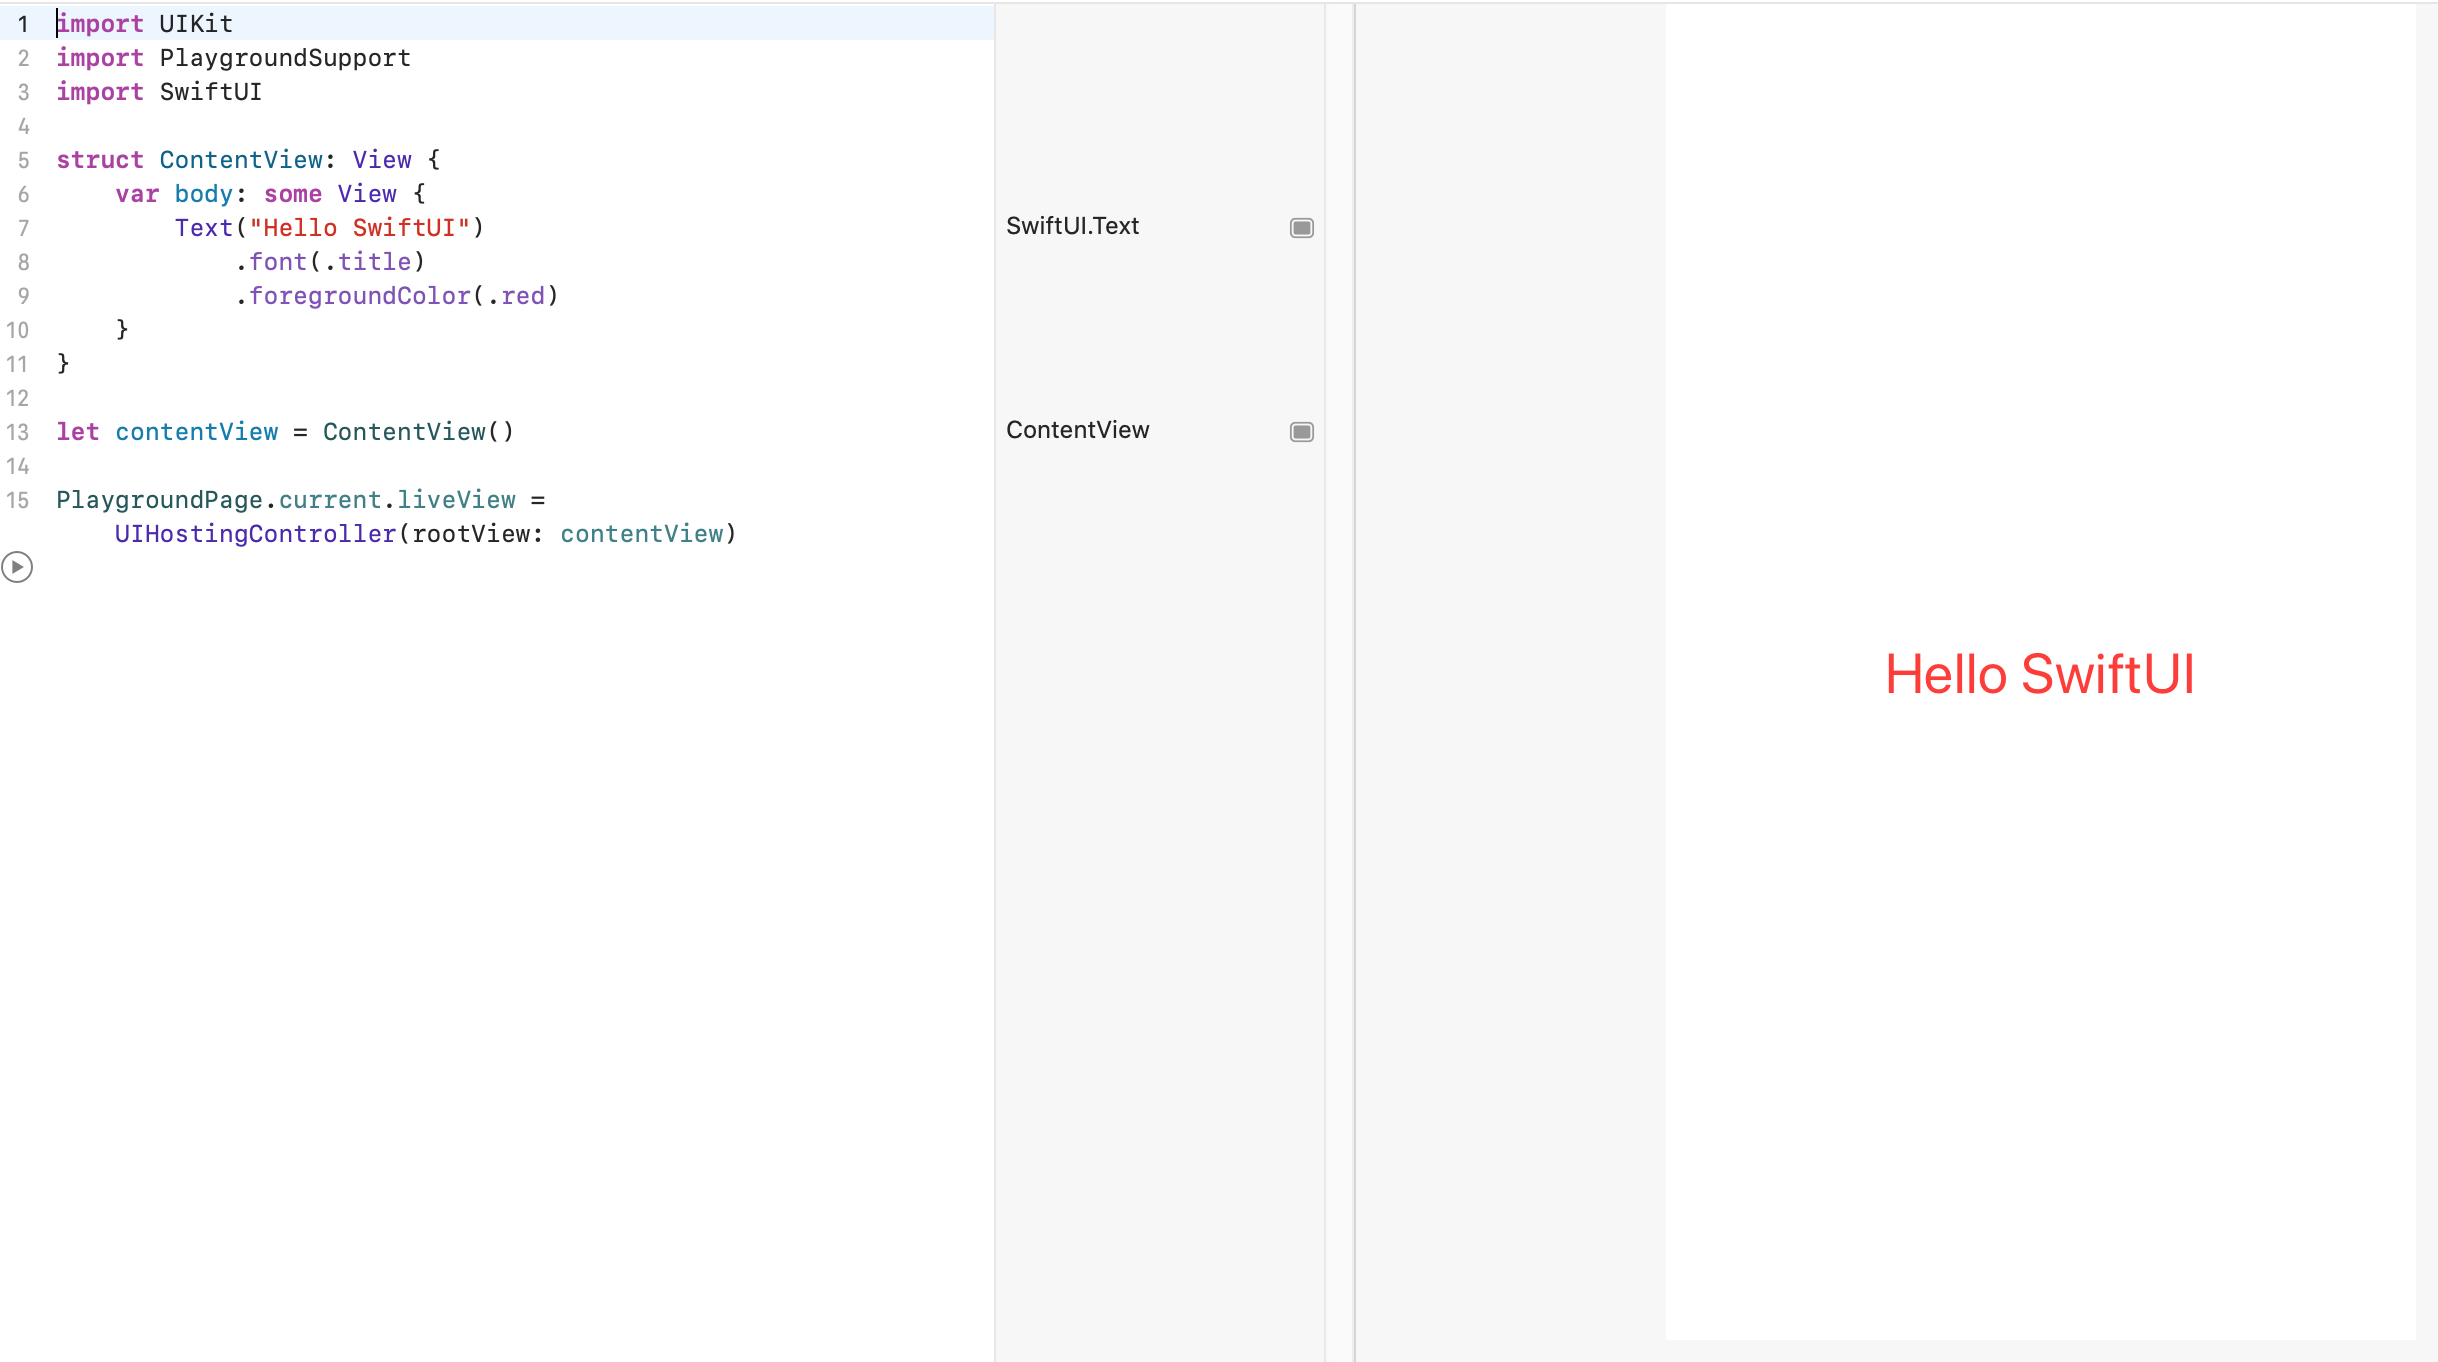 1 import UIKit
2 import PlaygroundSupport
3 import SwiftUI
4
5 struct ContentView: View {
6     var body: some View {
7         Text("Hello SwiftUI")
8             .font(.title)
9             .foregroundColor(.red)
10     }
11 }
12
13 let contentView = ContentView()
14
15 PlaygroundPage.current.liveView =
    UIHostingController(rootView: contentView)
SwiftUI.Text
ContentView
Hello SwiftUI